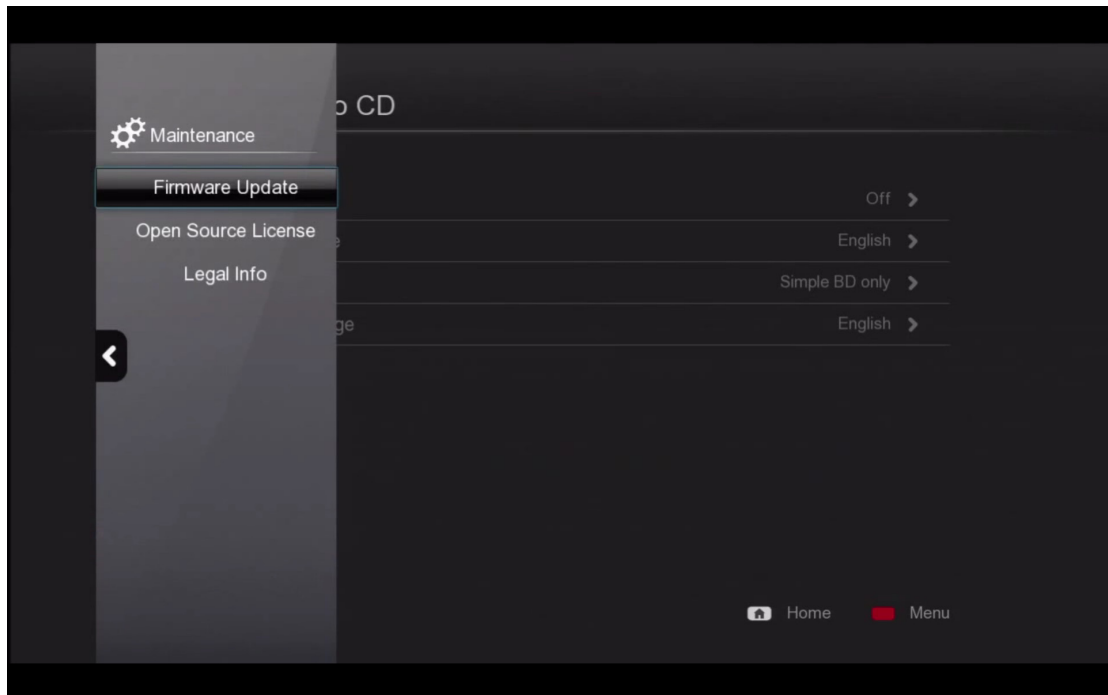 o CD
Maintenance
Firmware Update
Open Source License
Legal Info
Off
English
Simple BD only
ge English
Home Menu